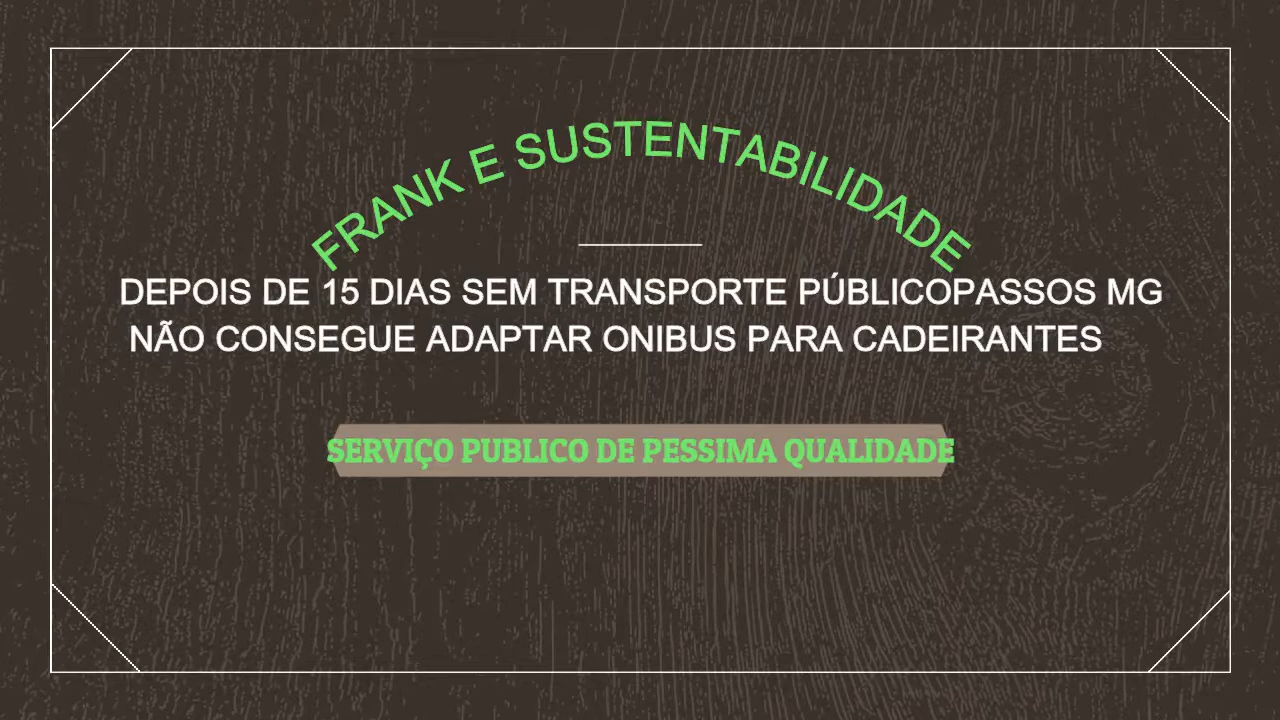 FRANK E SUSTENTABILIDADE
DEPOIS DE 15 DIAS SEM TRANSPORTE PÚBLICOPASSOS MG
NÃO CONSEGUE ADAPTAR ONIBUS PARA CADEIRANTES
SERVIÇO PUBLICO DE PESSIMA QUALIDADE